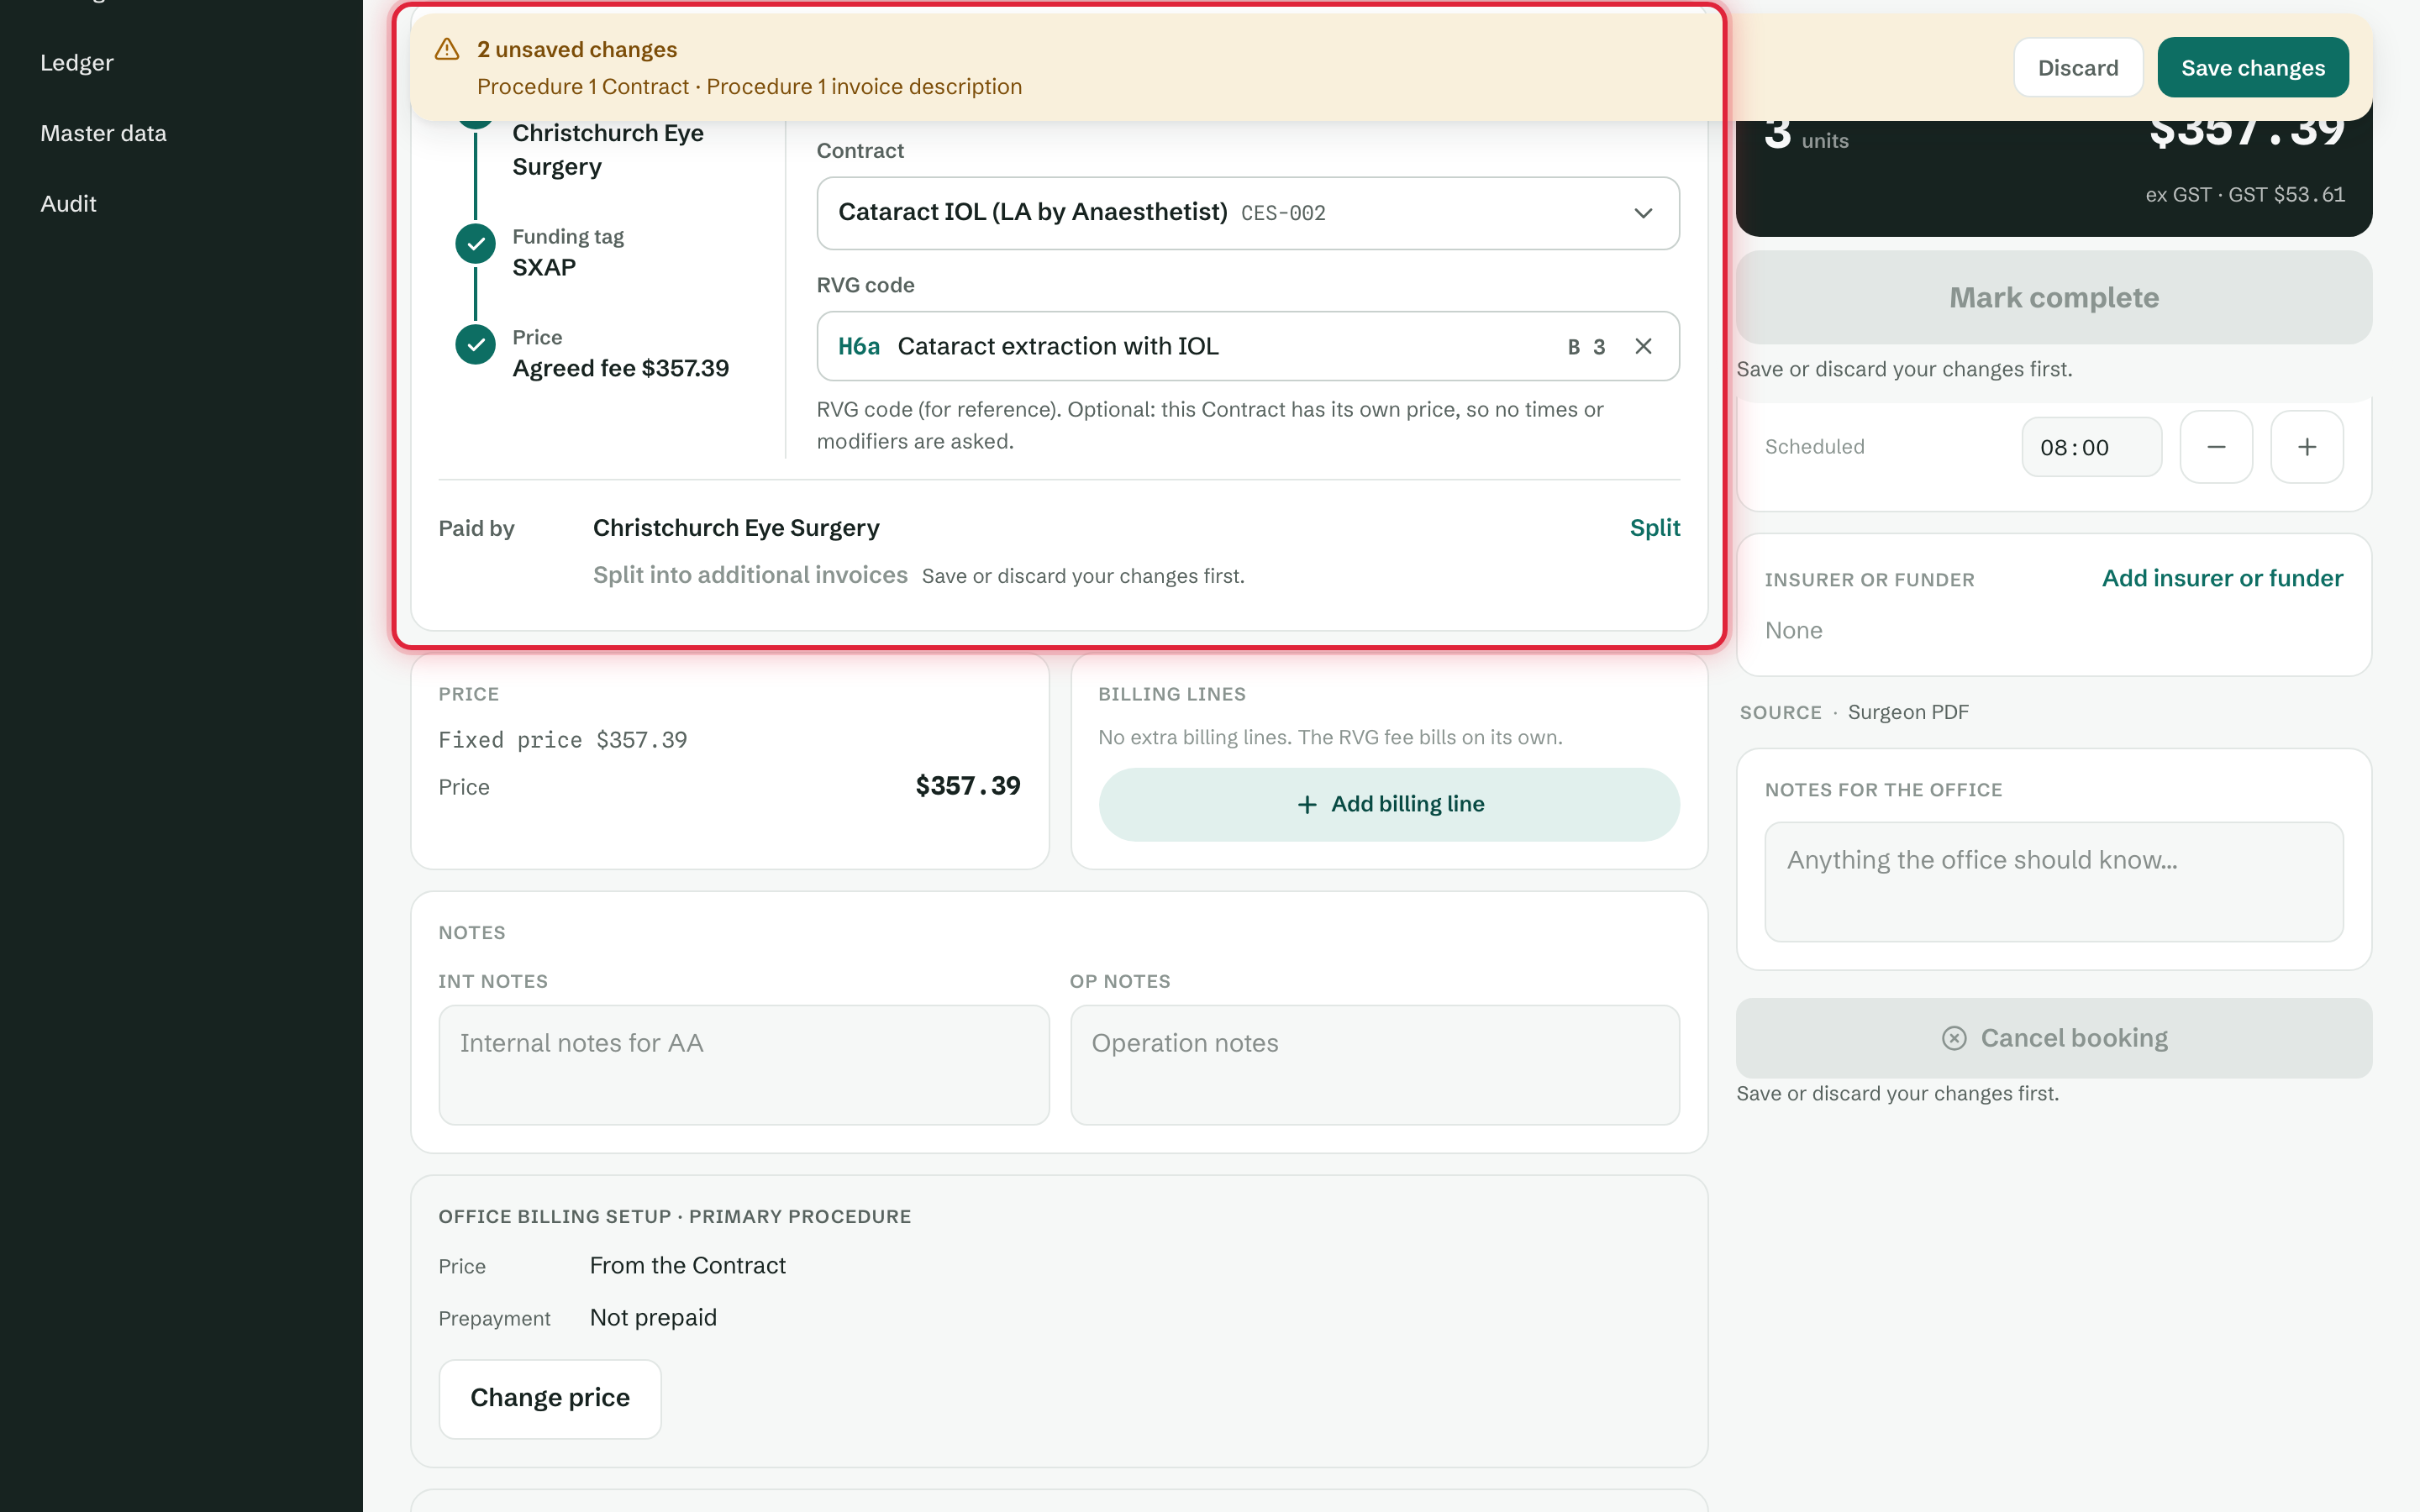 Ledger
Master data
Audit
2 unsaved changes
Procedure 1 Contract · Procedure 1 invoice description
Discard
Save changes
Christchurch Eye
Surgery
Funding tag
SXAP
Price
Agreed fee $357.39
Contract
Cataract IOL (LA by Anaesthetist) CES-002
RVG code
H6a Cataract extraction with IOL B 3
RVG code (for reference). Optional: this Contract has its own price, so no times or
modifiers are asked.
Paid by Christchurch Eye Surgery Split
Split into additional invoices Save or discard your changes first.
PRICE
Fixed price $357.39
Price $357.39
BILLING LINES
No extra billing lines. The RVG fee bills on its own.
+ Add billing line
NOTES
INT NOTES
Internal notes for AA
OP NOTES
Operation notes
OFFICE BILLING SETUP · PRIMARY PROCEDURE
Price From the Contract
Prepayment Not prepaid
Change price
3 units $357.39
ex GST · GST $53.61
Mark complete
Save or discard your changes first.
Scheduled 08:00
INSURER OR FUNDER Add insurer or funder
None
SOURCE · Surgeon PDF
NOTES FOR THE OFFICE
Anything the office should know...
Cancel booking
Save or discard your changes first.